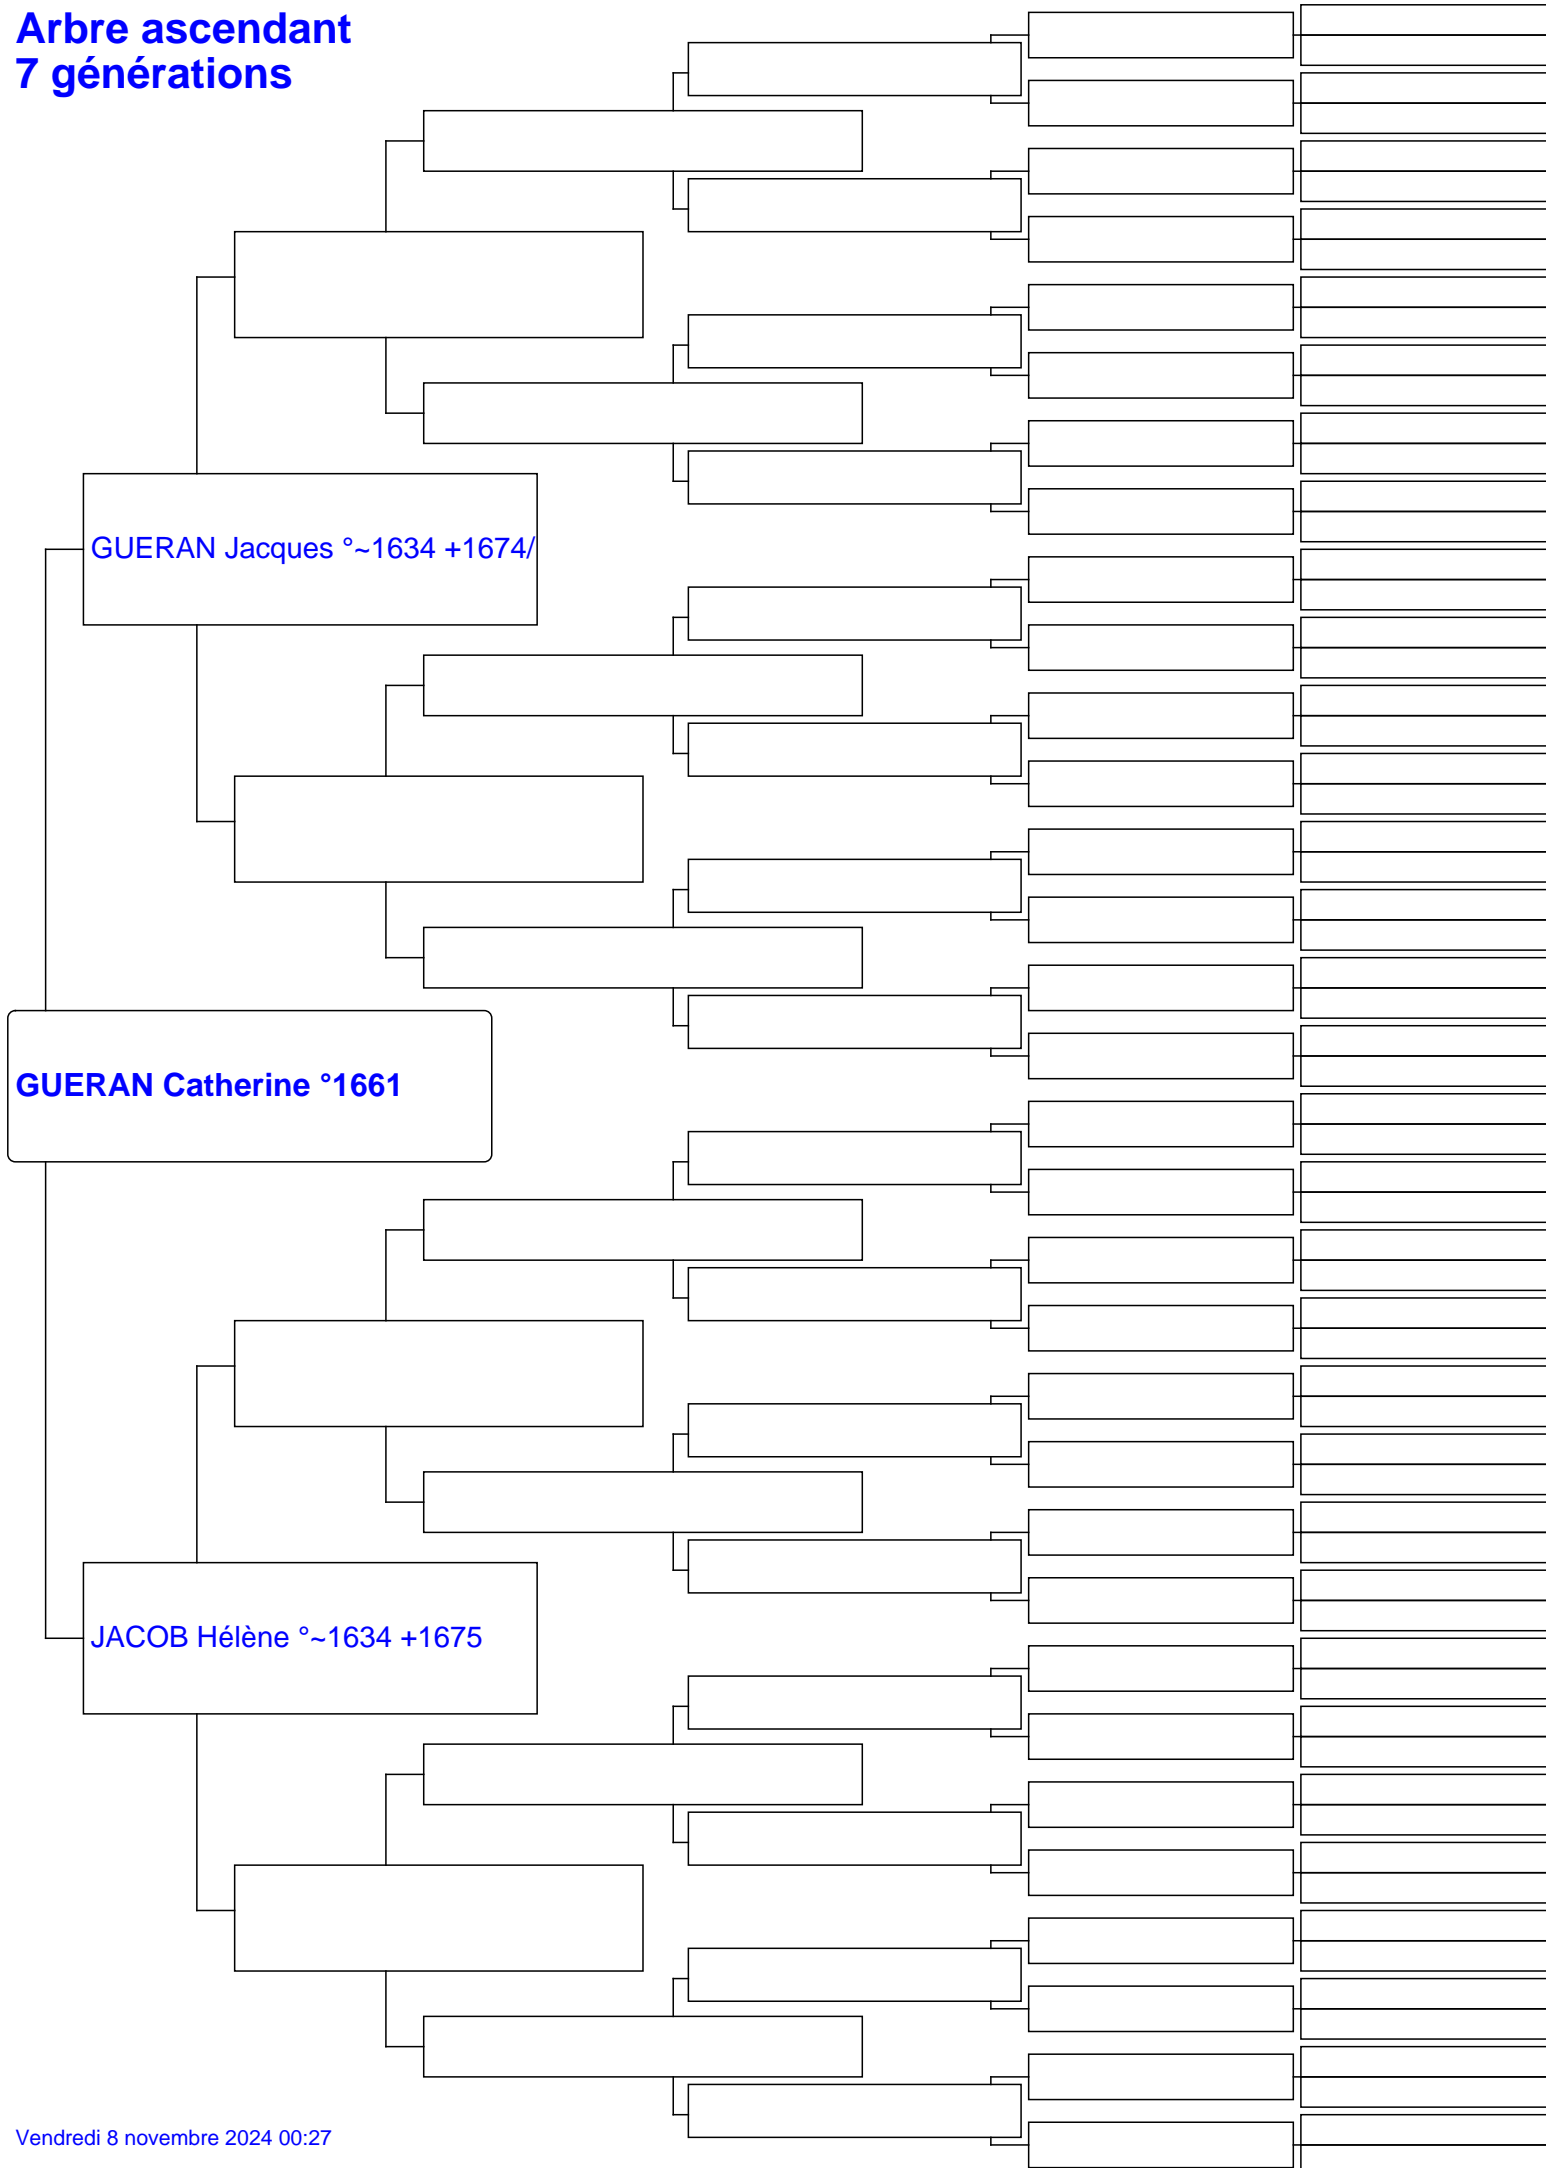 Arbre ascendant
7 générations
GUERAN Jacques °~1634 +1674/
GUERAN Catherine °1661
JACOB Hélène °~1634 +1675
Vendredi 8 novembre 2024 00:27